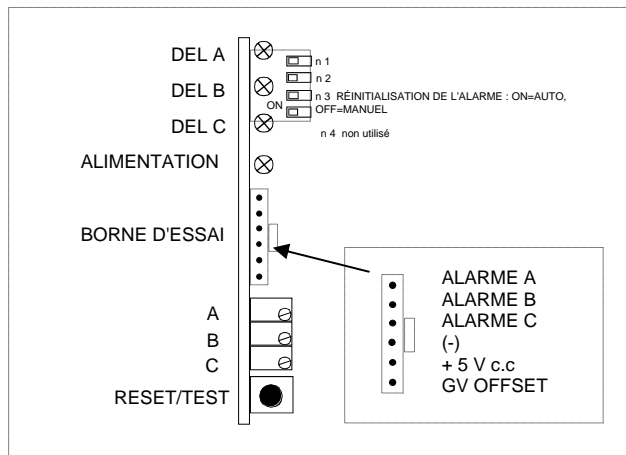 DEL A
n 1
n 2
DEL B
n 3 RÉINITIALISATION DE L'ALARME : ON=AUTO,
ON
OFF=MANUEL
DEL C
n 4 non utilisé
ALIMENTATION
BORNE D'ESSAI
A
B
C
RESET/TEST
ALARME A
ALARME B
ALARME C
(-)
+ 5 V c.c
GV OFFSET